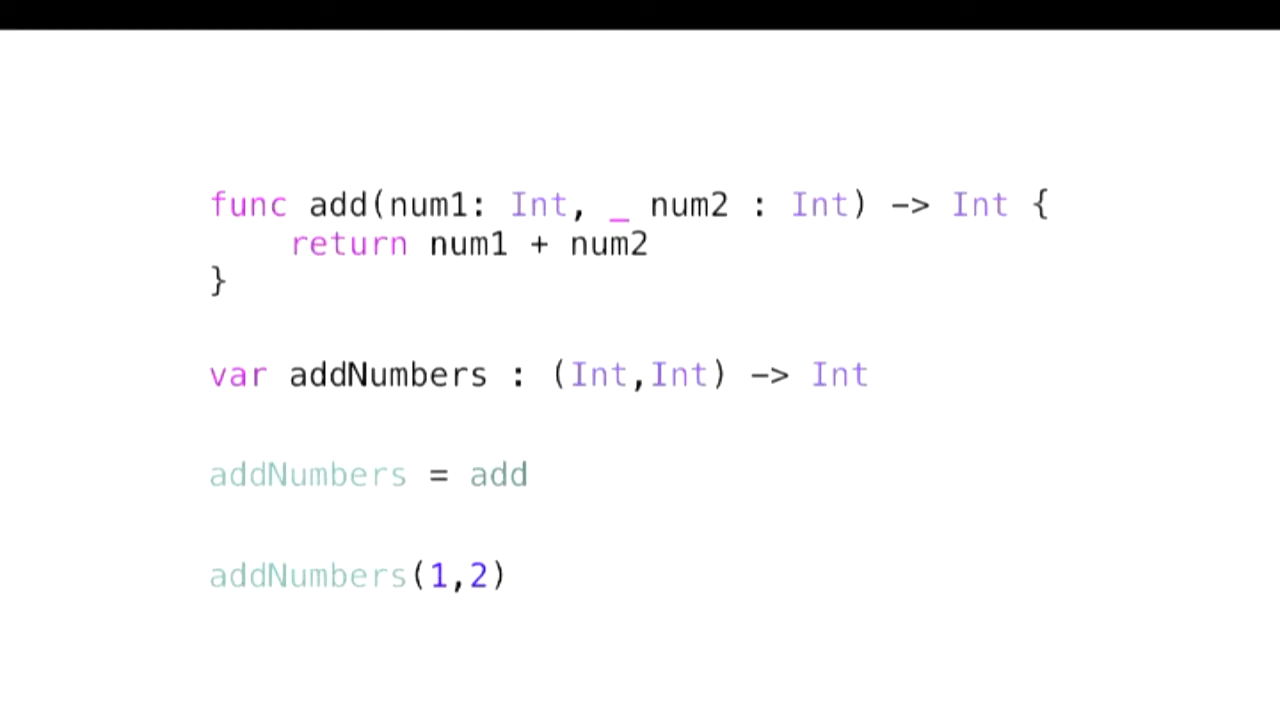 func add(num1: Int, _ num2 : Int) -> Int {
    return num1 + num2
}
var addNumbers : (Int,Int) -> Int
addNumbers = add
addNumbers(1,2)